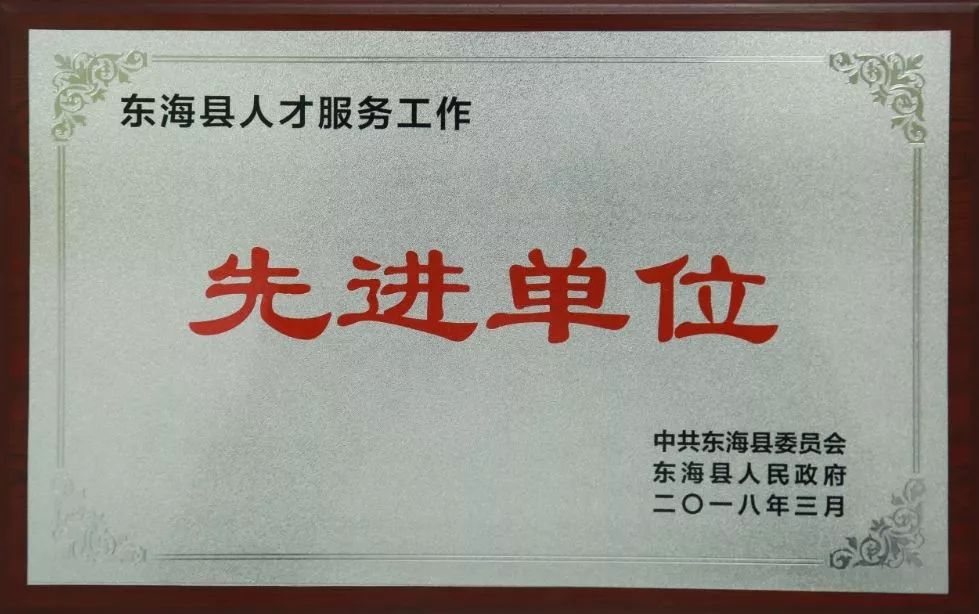 东海县人才服务工作
先进单位
中共东海县委员会
东海县人民政府
二〇一八年三月